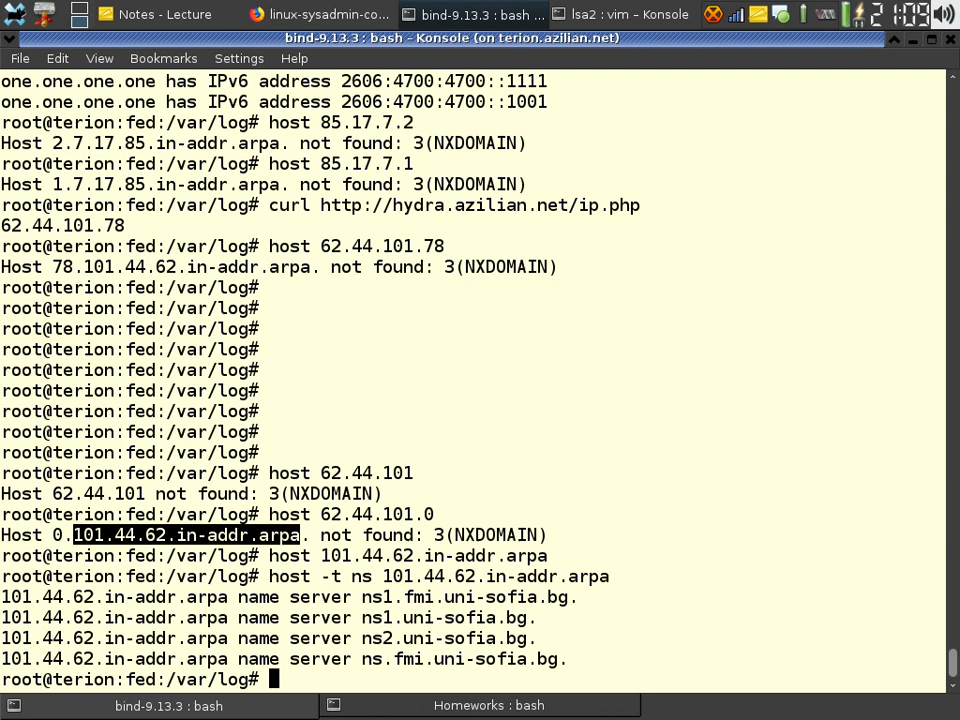 Notes - Lecture
linux-sysadmin-co...
bind-9.13.3 : bash ...
lsa2 : vim – Konsole
2 1:09
bind-9.13.3 : bash – Konsole (on terion.azilian.net)
File Edit View Bookmarks Settings Help
one.one.one.one has IPv6 address 2606:4700:4700::1111
one.one.one.one has IPv6 address 2606:4700:4700::1001
root@terion:fed:/var/log# host 85.17.7.2
Host 2.7.17.85.in-addr.arpa. not found: 3(NXDOMAIN)
root@terion:fed:/var/log# host 85.17.7.1
Host 1.7.17.85.in-addr.arpa. not found: 3(NXDOMAIN)
root@terion:fed:/var/log# curl http://hydra.azilian.net/ip.php
62.44.101.78
root@terion:fed:/var/log# host 62.44.101.78
Host 78.101.44.62.in-addr.arpa. not found: 3(NXDOMAIN)
root@terion:fed:/var/log#
root@terion:fed:/var/log#
root@terion:fed:/var/log#
root@terion:fed:/var/log#
root@terion:fed:/var/log#
root@terion:fed:/var/log#
root@terion:fed:/var/log#
root@terion:fed:/var/log#
root@terion:fed:/var/log#
root@terion:fed:/var/log# host 62.44.101
Host 62.44.101 not found: 3(NXDOMAIN)
root@terion:fed:/var/log# host 62.44.101.0
Host 0.101.44.62.in-addr.arpa. not found: 3(NXDOMAIN)
root@terion:fed:/var/log# host 101.44.62.in-addr.arpa
root@terion:fed:/var/log# host -t ns 101.44.62.in-addr.arpa
101.44.62.in-addr.arpa name server ns1.fmi.uni-sofia.bg.
101.44.62.in-addr.arpa name server ns1.uni-sofia.bg.
101.44.62.in-addr.arpa name server ns2.uni-sofia.bg.
101.44.62.in-addr.arpa name server ns.fmi.uni-sofia.bg.
root@terion:fed:/var/log#
bind-9.13.3 : bash
Homeworks : bash